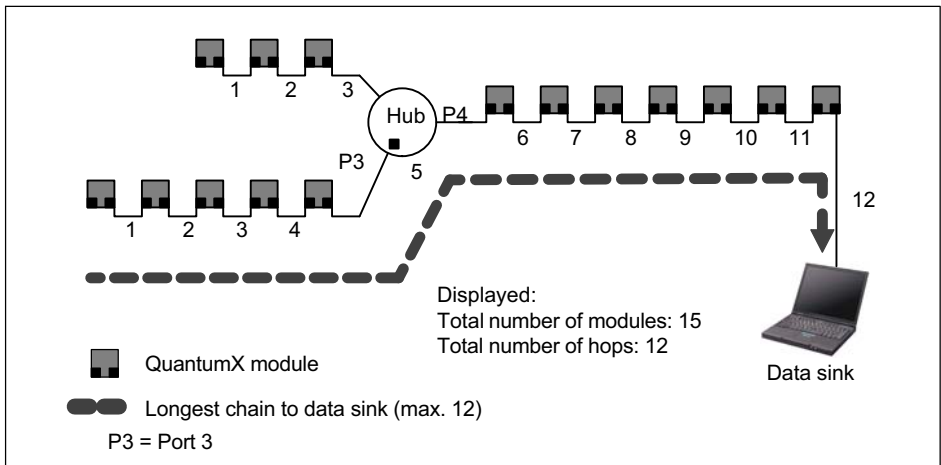 1 2 3
Hub
P4
6 7 8 9 10 11
P3
5
1 2 3 4
12
Displayed:
Total number of modules: 15
Total number of hops: 12
Data sink
QuantumX module
Longest chain to data sink (max. 12)
P3 = Port 3